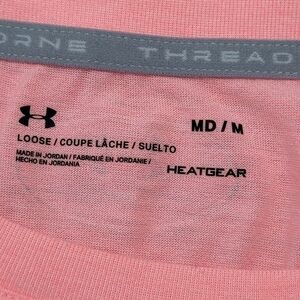 ORNE THREAD
MD / M
LOOSE / COUPE LÂCHE / SUELTO
MADE IN JORDAN / FABRIQUÉ EN JORDANIE /
HECHO EN JORDANIA
HEATGEAR